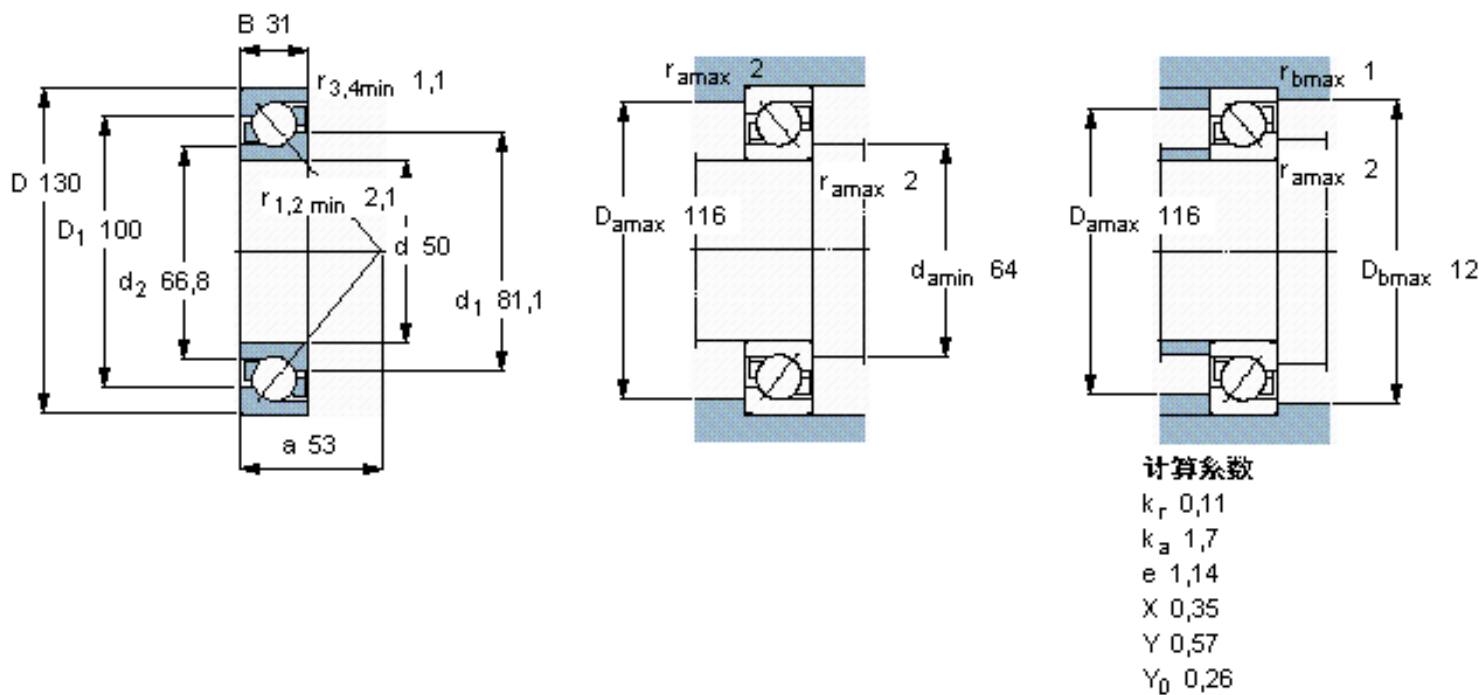 B 31
r3,4min 1,1
D 130
D1 100
d2 66,8
r1,2 min 2,1
d 50
d1 81,1
a 53
ramax 2
Damax 116
ramax 2
damin 64
rbmax 1
ramax 2
Damax 116
Dbmax 12
计算系数
kr 0,11
ka 1,7
e 1,14
X 0,35
Y 0,57
Y0 0,26